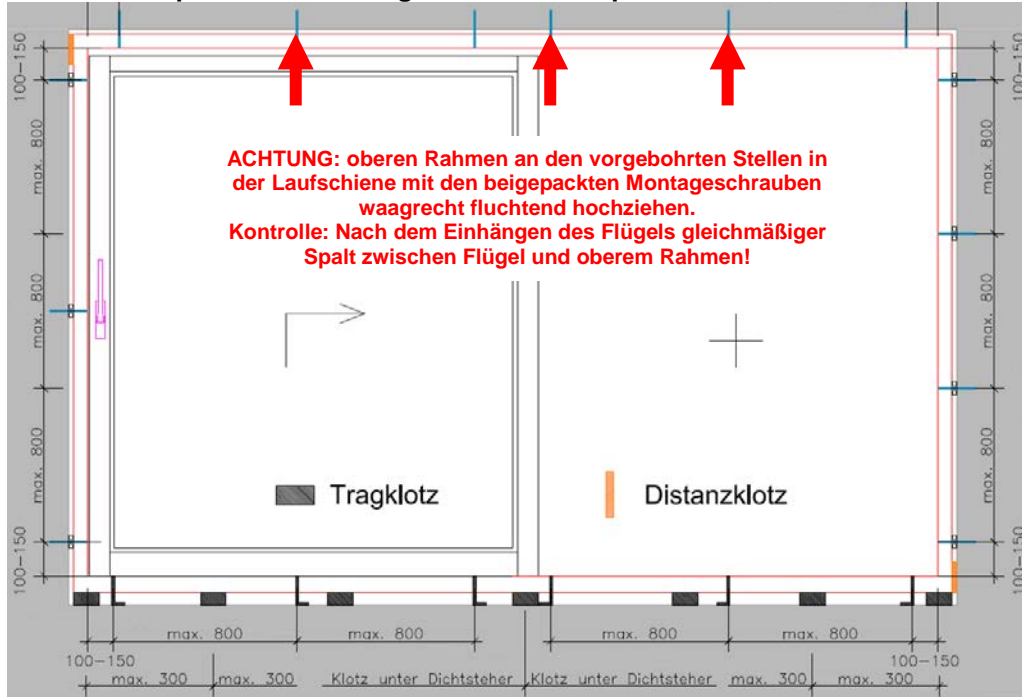 100-150
100-150
max. 800
max. 800
ACHTUNG: oberen Rahmen an den vorgebohrten Stellen in
der Laufschiene mit den beigepackten Montageschrauben
waagrecht fluchtend hochziehen.
Kontrolle: Nach dem Einhängen des Flügels gleichmäßiger
Spalt zwischen Flügel und oberem Rahmen!
max. 800
max. 800
max. 800
max. 800
Tragklotz
Distanzklotz
100-150
100-150
max. 800
max. 800
max. 800
max. 800
100-150
100-150
max. 300
max. 300
Klotz unter Dichtsteher
Klotz unter Dichtsteher
max. 300
max. 300